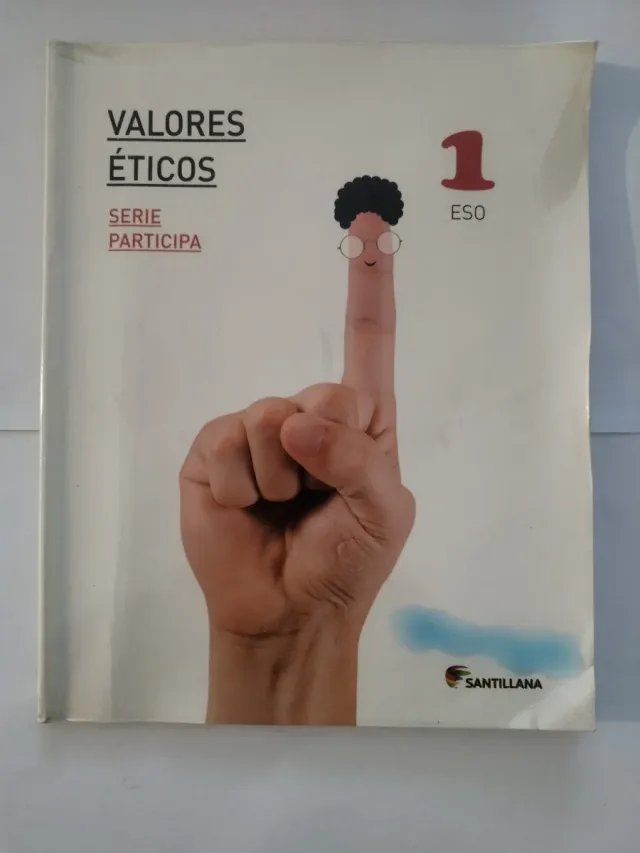 VALORES
ÉTICOS
SERIE
PARTICIPA
1
ESO
SANTILLANA